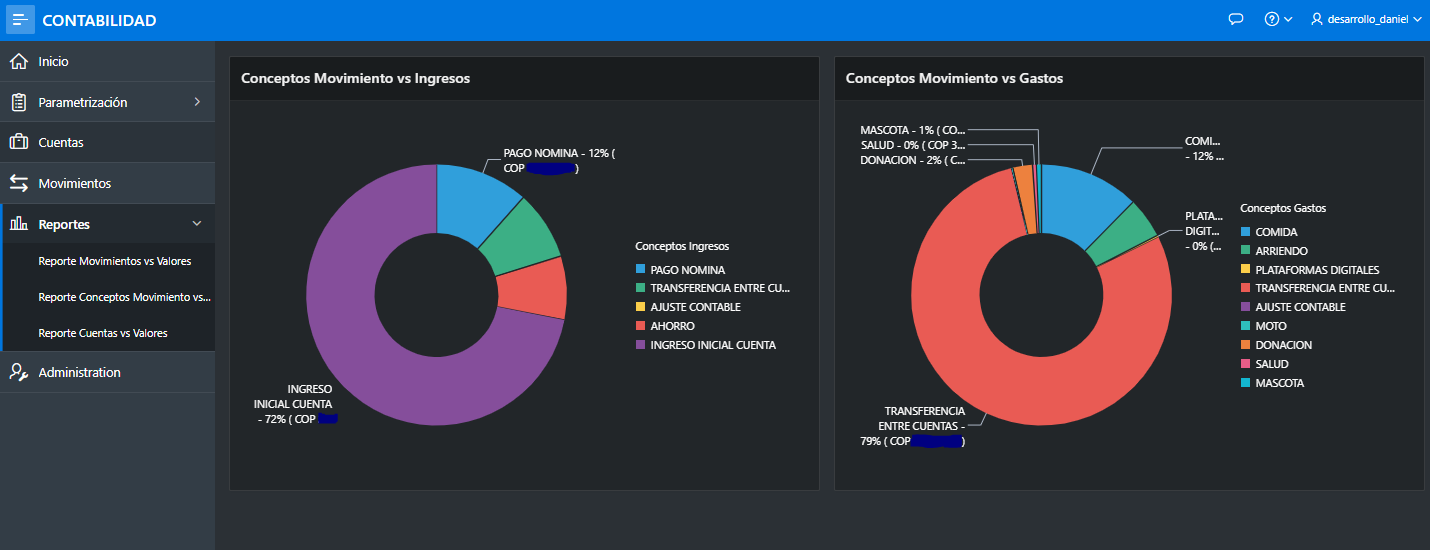 CONTABILIDAD
desarrollo_daniel
Inicio
Parametrización
Cuentas
Movimientos
Reportes
Reporte Movimientos vs Valores
Reporte Conceptos Movimiento vs...
Reporte Cuentas vs Valores
Administration
Conceptos Movimiento vs Ingresos
PAGO NOMINA - 12% (
COP )
INGRESO
INICIAL CUENTA
- 72% ( COP
Conceptos Ingresos
PAGO NOMINA
TRANSFERENCIA ENTRE CU...
AJUSTE CONTABLE
AHORRO
INGRESO INICIAL CUENTA
Conceptos Movimiento vs Gastos
MASCOTA - 1% ( CO...
SALUD - 0% ( COP 3...
DONACION - 2% ( C...
COMI...
- 12% ...
PLATA...
DIGIT...
- 0% (...
TRANSFERENCIA
ENTRE CUENTAS -
79% ( COP )
Conceptos Gastos
COMIDA
ARRIENDO
PLATAFORMAS DIGITALES
TRANSFERENCIA ENTRE CU...
AJUSTE CONTABLE
MOTO
DONACION
SALUD
MASCOTA